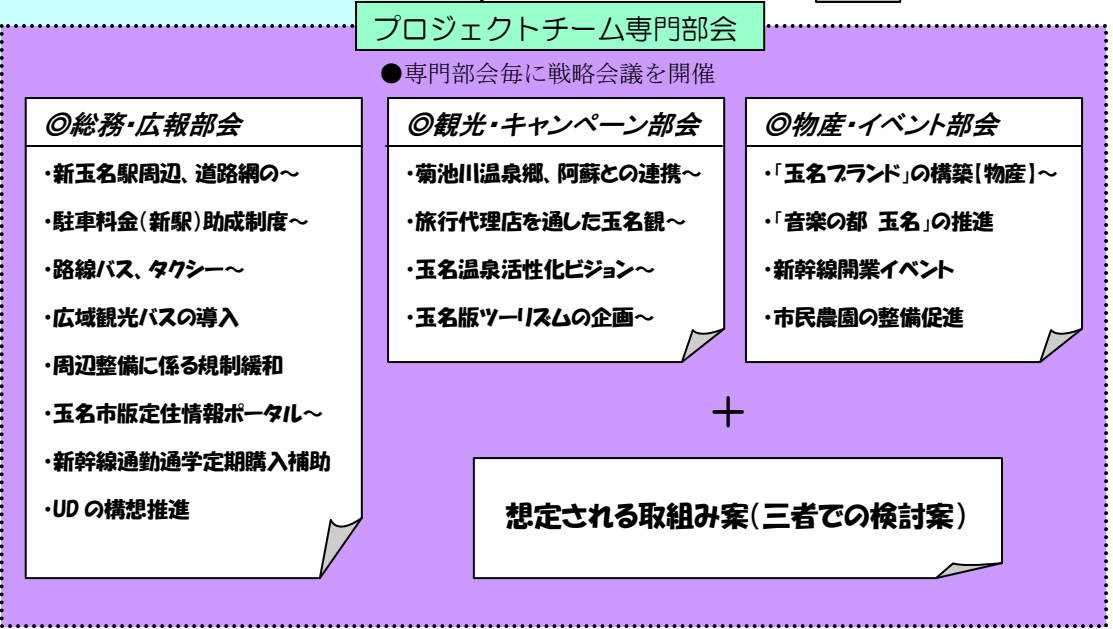 プロジェクトチーム専門部会
●専門部会毎に戦略会議を開催
◎総務・広報部会
・新玉名駅周辺、道路網の～
・駐車料金（新駅）助成制度～
・路線バス、タクシー～
・広域観光バスの導入
・周辺整備に係る規制緩和
・玉名市版定住情報ポータル～
・新幹線通勤通学定期購入補助
・UDの構想推進
◎観光・キャンペーン部会
・菊池川温泉郷、阿蘇との連携～
・旅行代理店を通した玉名観～
・玉名温泉活性化ビジョン～
・玉名版ツーリズムの企画～
◎物産・イベント部会
・「玉名ブランド」の構築【物産】～
・「音楽の都 玉名」の推進
・新幹線開業イベント
・市民農園の整備促進
＋
想定される取組み案（三者での検討案）